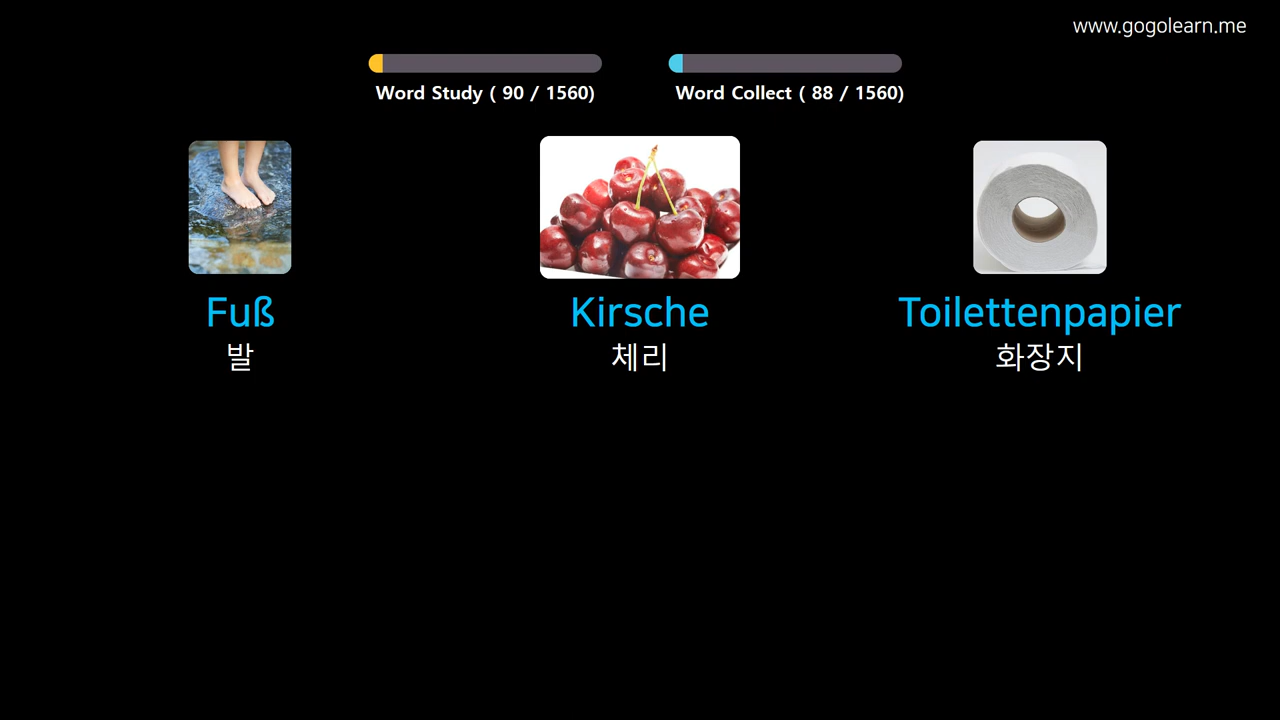 www.gogolearn.me
Word Study ( 90 / 1560)
Word Collect ( 88 / 1560)
Fuß
발
Kirsche
체리
Toilettenpapier
화장지